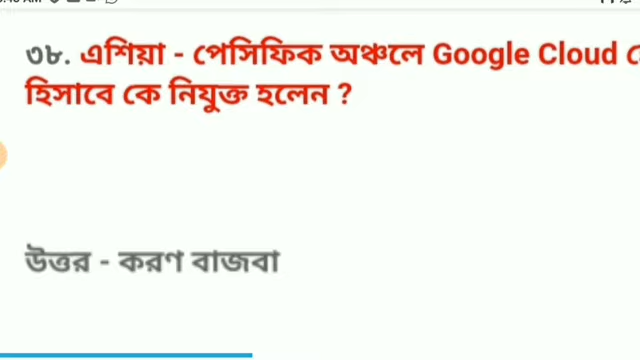 ৩৮. এশিয়া - পেসিফিক অঞ্চলে Google Cloud
হিসাবে কে নিযুক্ত হলেন ?
উত্তর - করণ বাজবা